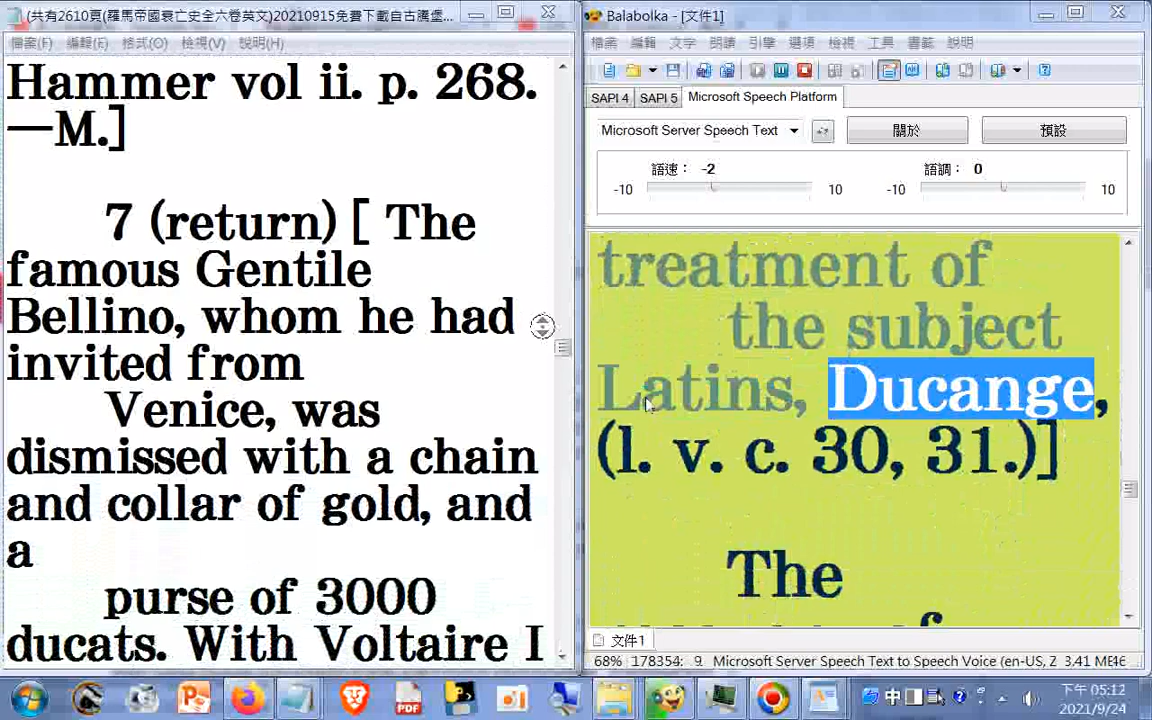 (共有2610頁(羅馬帝國衰亡史全六卷英文)20210915免費下載自古騰堡...
檔案(F) 編輯(E) 格式(O) 檢視(V) 說明(H)
Hammer vol ii. p. 268.
—M.]
7 (return) [ The
famous Gentile
Bellino, whom he had
invited from
Venice, was
dismissed with a chain
and collar of gold, and
a
purse of 3000
ducats. With Voltaire I
Balabolka - [文件1]
檔案 編輯 文字 朗讀 引擎 選項 檢視 工具 書籤 說明
SAPI 4 SAPI 5 Microsoft Speech Platform
Microsoft Server Speech Text 關於 預設
語速： -2 語調： 0
-10 10 -10 10
treatment of
the subject
Latins, Ducange,
(l. v. c. 30, 31.)]
The
文件1
68% 178354: 9 Microsoft Server Speech Text to Speech Voice (en-US, Z 3.41 ME46
中
下午 05:12
2021/9/24